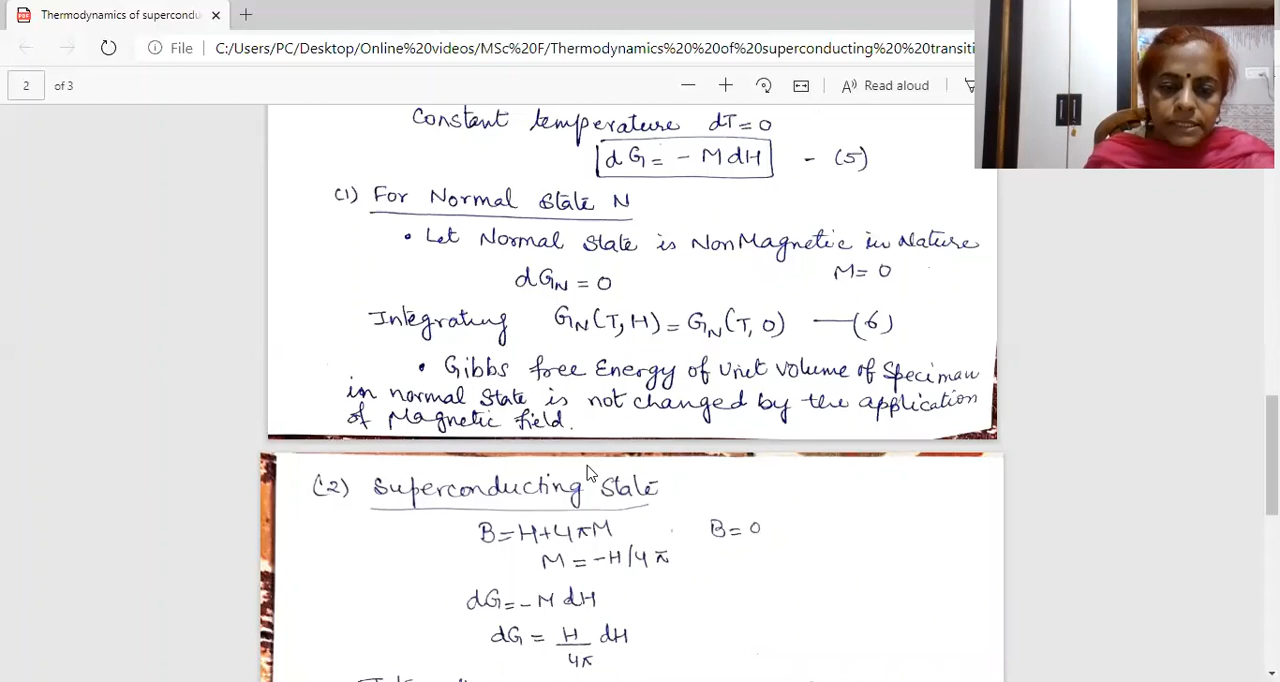 Thermodynamics of supercondu
File C:/Users/PC/Desktop/Online%20videos/MSc%20F/Thermodynamics%20%20of%20superconducting%20%20transiti
2 of 3 Read aloud
Constant temperature dT = 0
dG = - M dH - (5)
(1) For Normal State N
• Let Normal State is NonMagnetic in Nature
dG_N = 0 M = 0
Integrating G_N(T, H) = G_N(T, 0) —(6)
• Gibbs free Energy of Unit Volume of Speciman
in normal State is not changed by the application
of Magnetic field.
(2) Superconducting State
B = H + 4πM B = 0
M = -H/4π
dG = - M dH
dG = H/4π dH